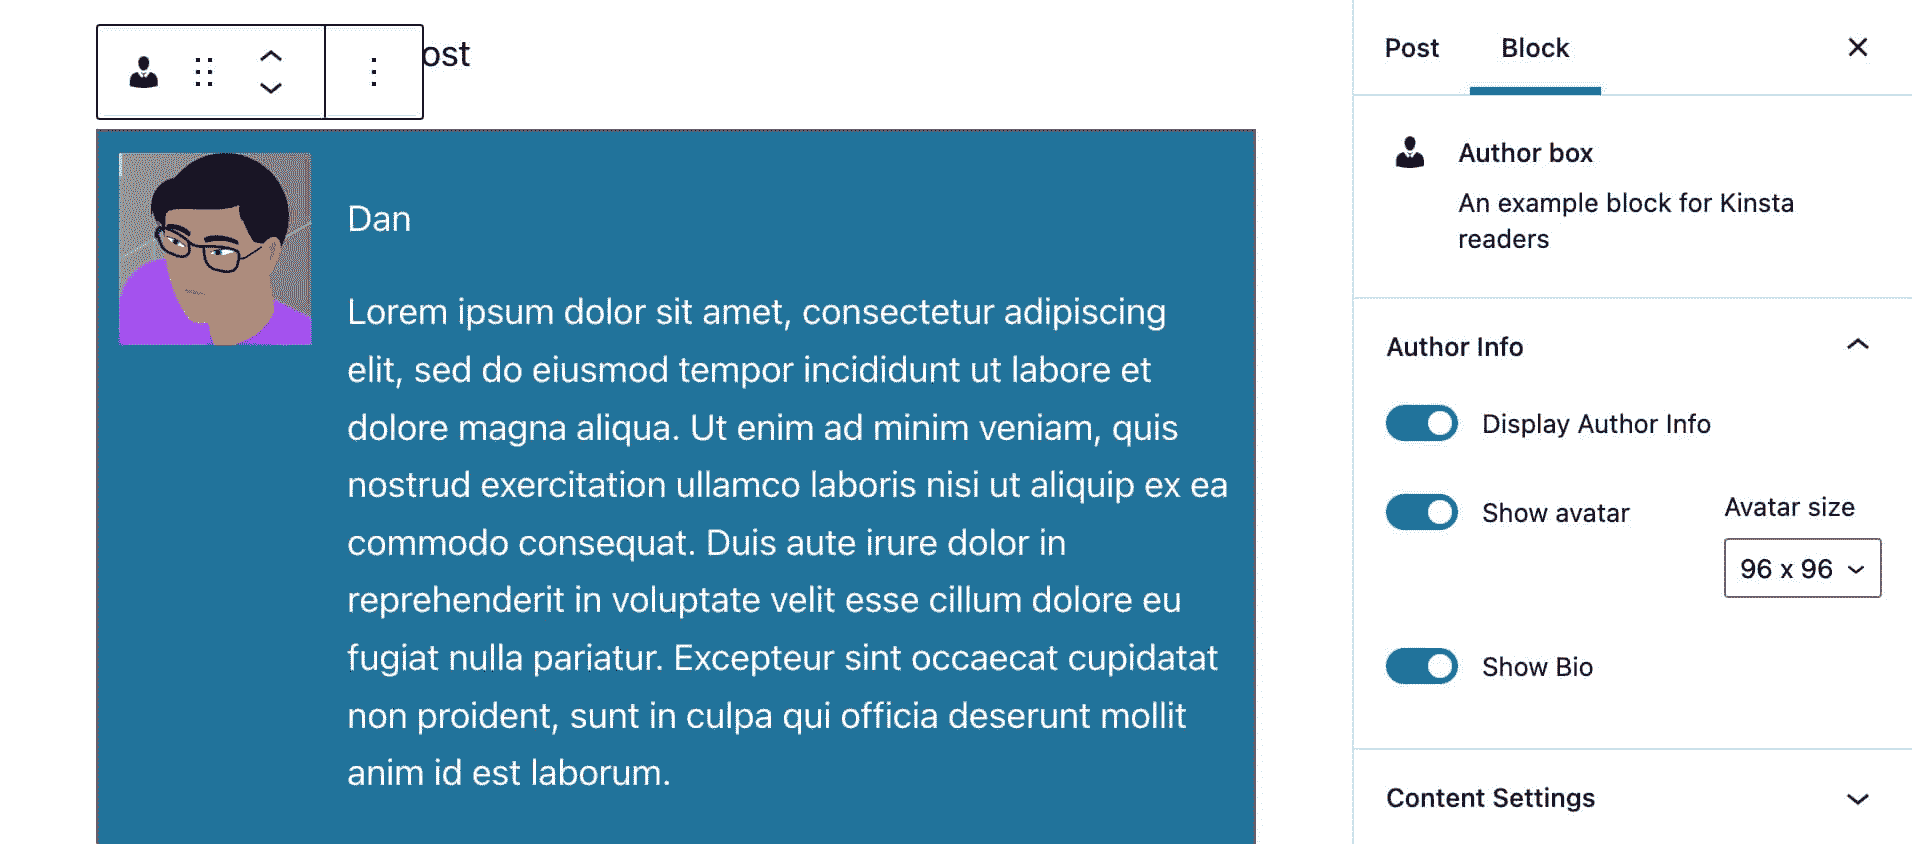 ost
Dan
Lorem ipsum dolor sit amet, consectetur adipiscing
elit, sed do eiusmod tempor incididunt ut labore et
dolore magna aliqua. Ut enim ad minim veniam, quis
nostrud exercitation ullamco laboris nisi ut aliquip ex ea
commodo consequat. Duis aute irure dolor in
reprehenderit in voluptate velit esse cillum dolore eu
fugiat nulla pariatur. Excepteur sint occaecat cupidatat
non proident, sunt in culpa qui officia deserunt mollit
anim id est laborum.
Post Block
Author box
An example block for Kinsta
readers
Author Info
Display Author Info
Show avatar
Avatar size
96 x 96
Show Bio
Content Settings